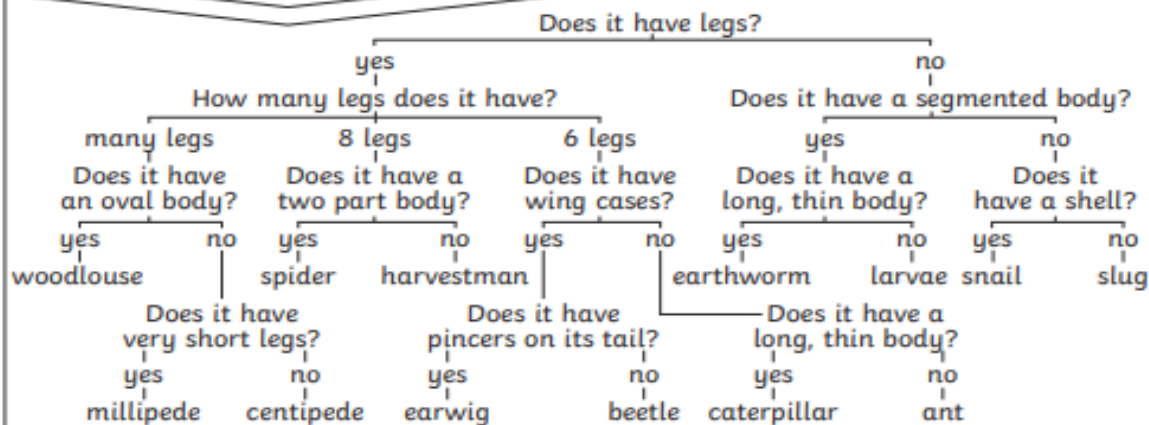 Does it have legs?
yes no
How many legs does it have? Does it have a segmented body?
many legs 8 legs 6 legs yes no
Does it have Does it have a Does it have Does it have a Does it
an oval body? two part body? wing cases? long, thin body? have a shell?
yes no yes no yes no yes no yes no
woodlouse spider harvestman earthworm larvae snail slug
Does it have Does it have Does it have a
very short legs? pincers on its tail? long, thin body?
yes no yes no yes no
millipede centipede earwig beetle caterpillar ant